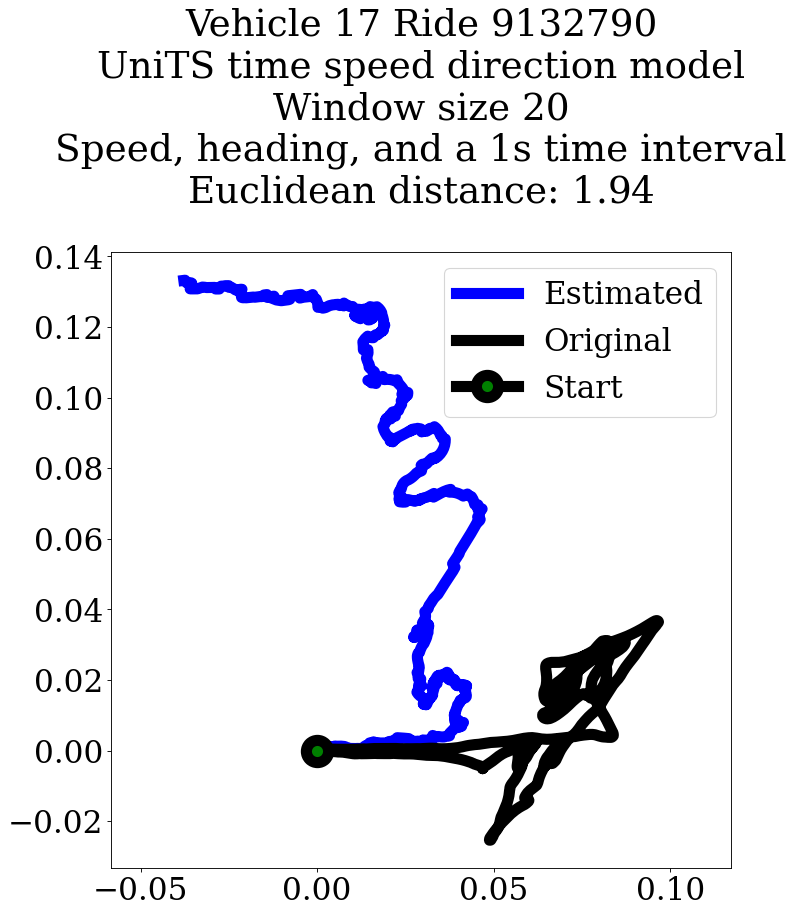 Vehicle 17 Ride 9132790
UniTS time speed direction model
Window size 20
Speed, heading, and a 1s time interval
Euclidean distance: 1.94
0.14
0.12
0.10
0.08
0.06
0.04
0.02
0.00
−0.02
Estimated
Original
Start
−0.05
0.00
0.05
0.10